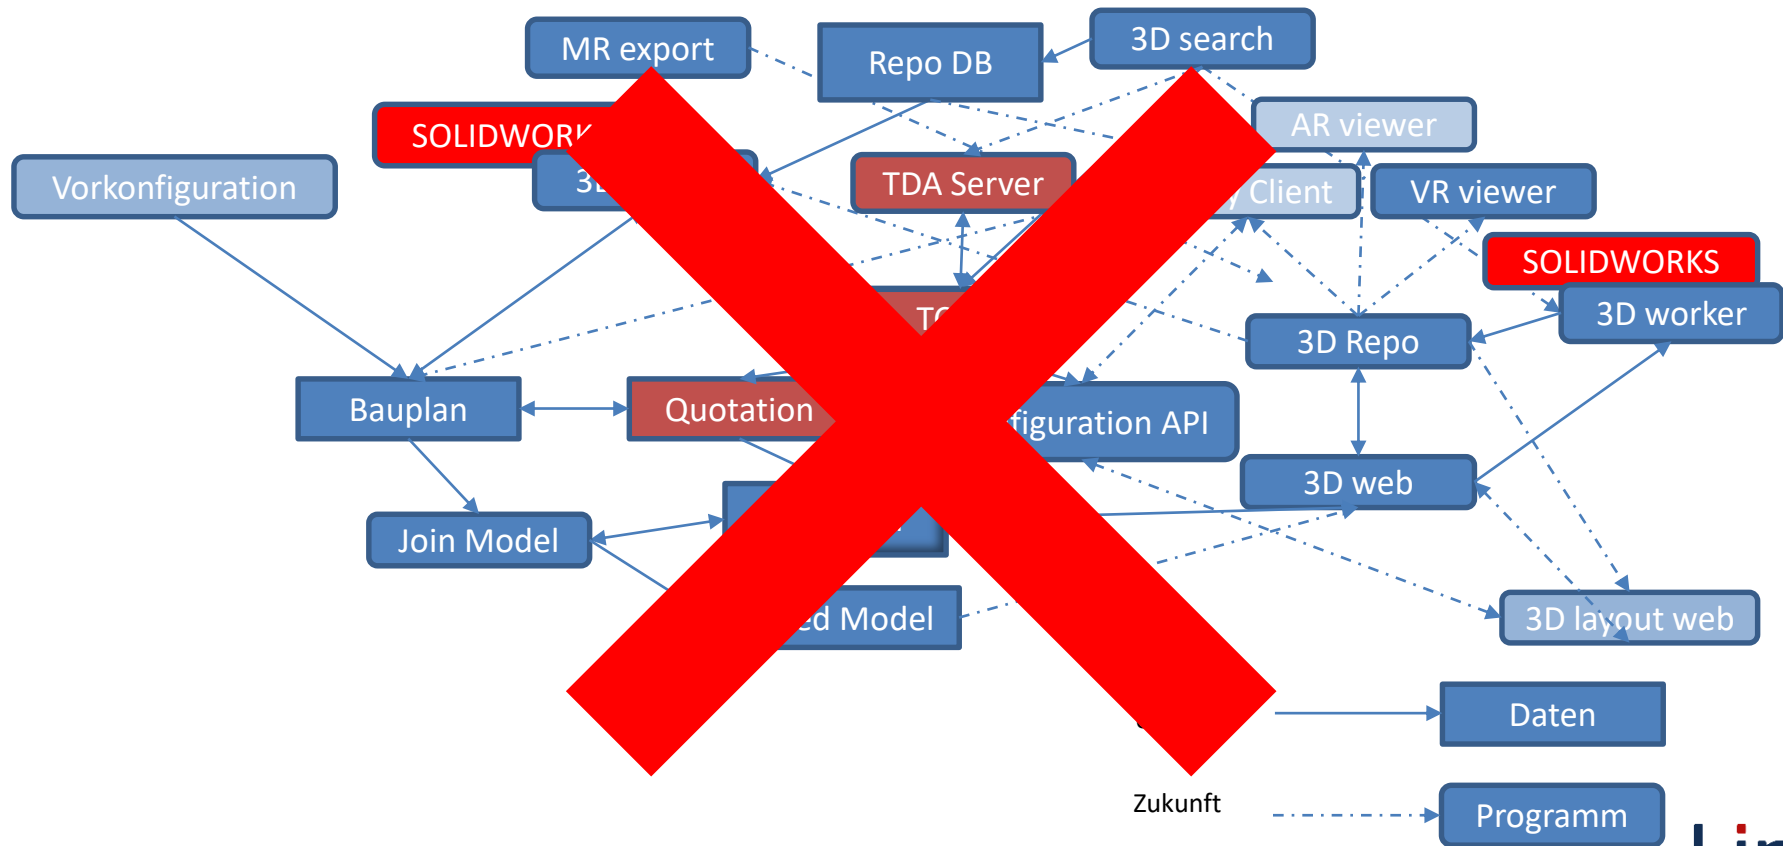 MR export
Repo DB
3D search
SOLIDWORK
AR viewer
Vorkonfiguration
TDA Server
Client
VR viewer
SOLIDWORKS
3D worker
3D Repo
Bauplan
Quotation
figuration API
3D web
Join Model
ed Model
3D layout web
Daten
Zukunft
Programm